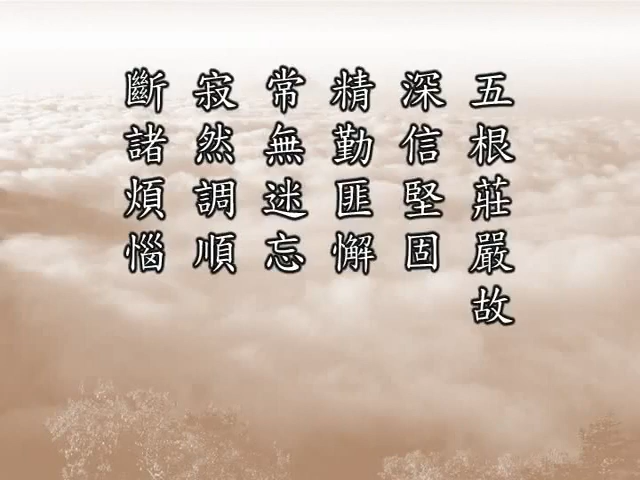 五根莊嚴故
深信堅固
精勤匪懈
常無迷忘
寂然調順
斷諸煩惱